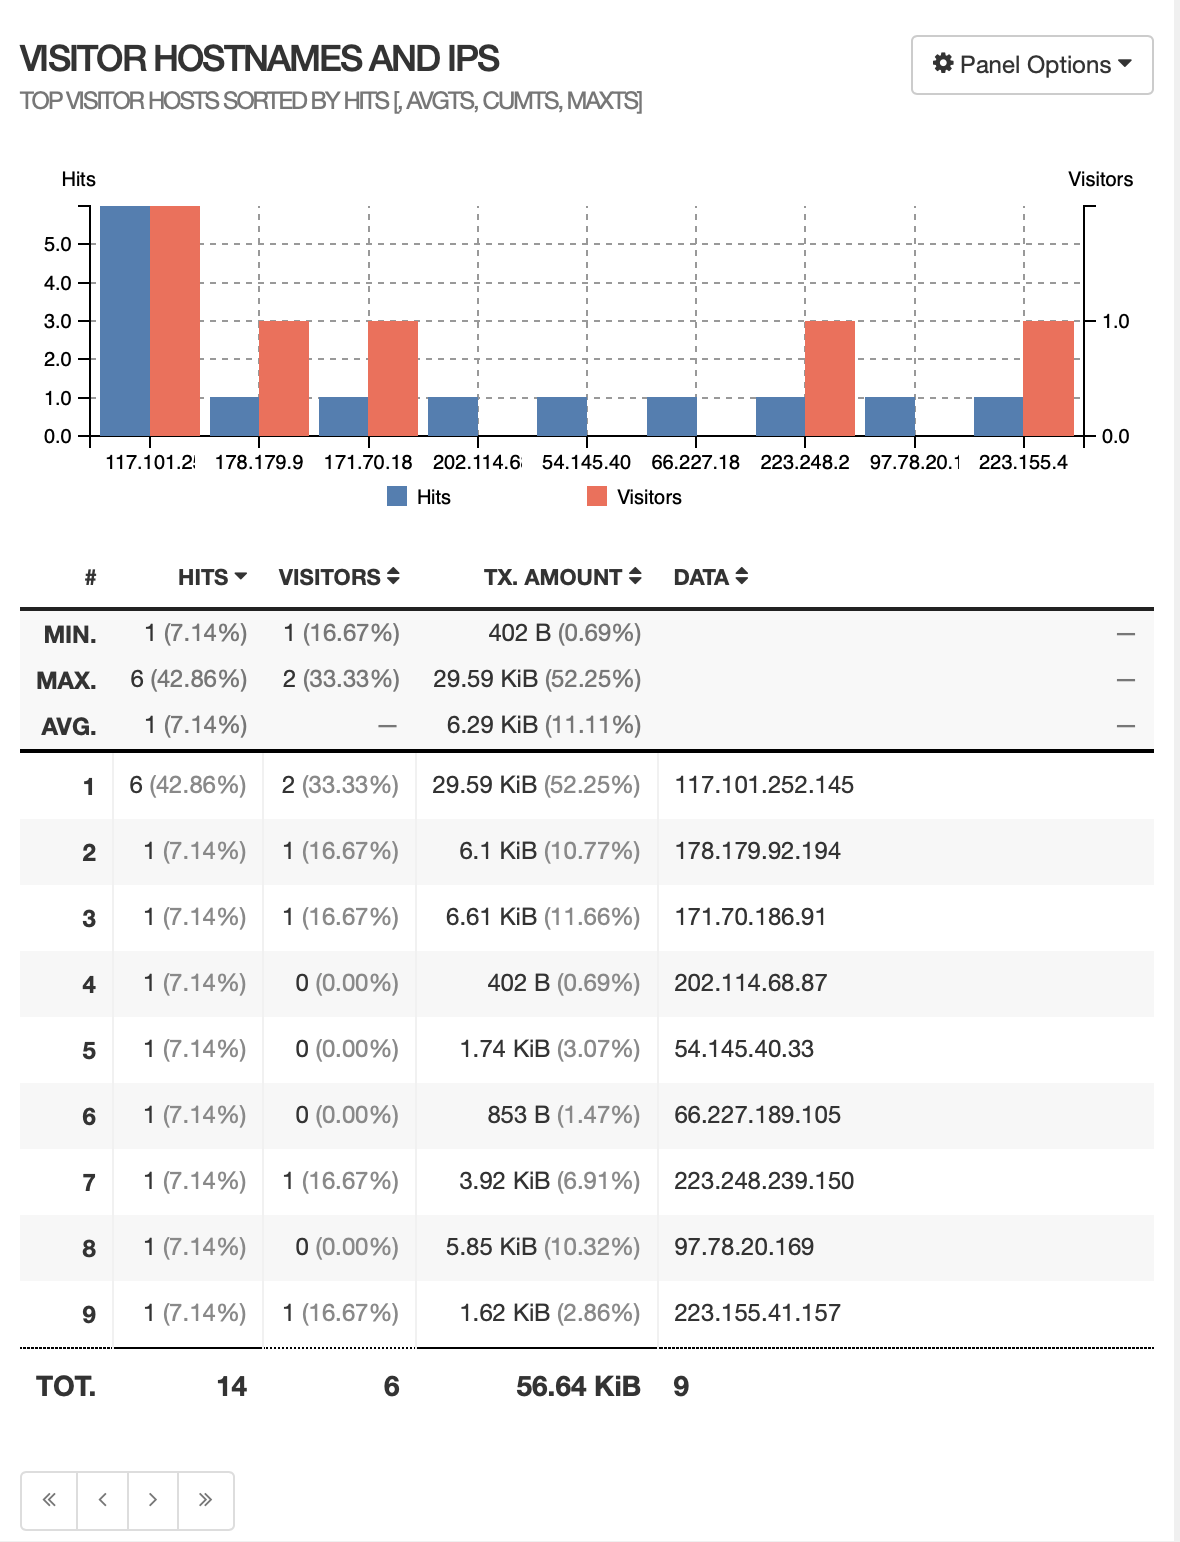 VISITOR HOSTNAMES AND IPS
Panel Options
TOP VISITOR HOSTS SORTED BY HITS [, AVGTS, CUMTS, MAXTS]
Hits Visitors
5.0
4.0
3.0 1.0
2.0
1.0
0.0 0.0
117.101.25 178.179.9 171.70.18 202.114.68 54.145.40 66.227.18 223.248.2 97.78.20.1 223.155.4
Hits Visitors
# HITS VISITORS TX. AMOUNT DATA
MIN. 1 (7.14%) 1 (16.67%) 402 B (0.69%) —
MAX. 6 (42.86%) 2 (33.33%) 29.59 KiB (52.25%) —
AVG. 1 (7.14%) — 6.29 KiB (11.11%) —
1 6 (42.86%) 2 (33.33%) 29.59 KiB (52.25%) 117.101.252.145
2 1 (7.14%) 1 (16.67%) 6.1 KiB (10.77%) 178.179.92.194
3 1 (7.14%) 1 (16.67%) 6.61 KiB (11.66%) 171.70.186.91
4 1 (7.14%) 0 (0.00%) 402 B (0.69%) 202.114.68.87
5 1 (7.14%) 0 (0.00%) 1.74 KiB (3.07%) 54.145.40.33
6 1 (7.14%) 0 (0.00%) 853 B (1.47%) 66.227.189.105
7 1 (7.14%) 1 (16.67%) 3.92 KiB (6.91%) 223.248.239.150
8 1 (7.14%) 0 (0.00%) 5.85 KiB (10.32%) 97.78.20.169
9 1 (7.14%) 1 (16.67%) 1.62 KiB (2.86%) 223.155.41.157
TOT. 14 6 56.64 KiB 9
« ‹ › »